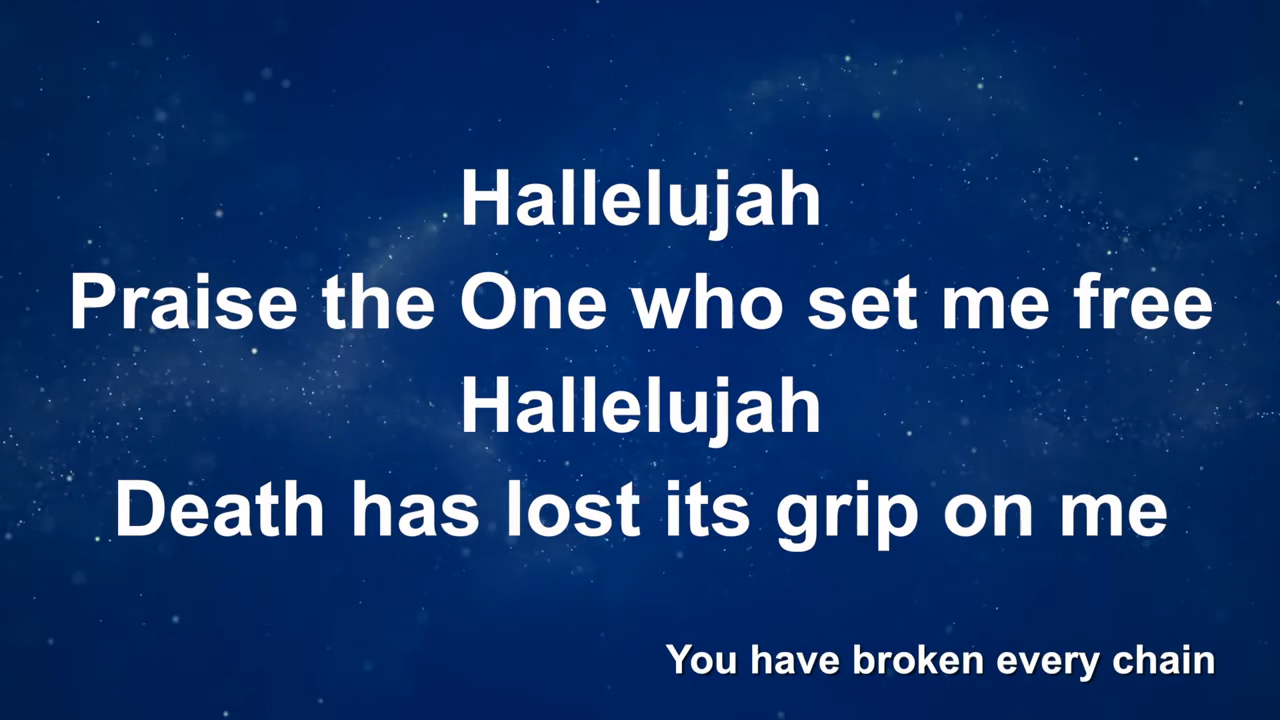 Hallelujah
Praise the One who set me free
Hallelujah
Death has lost its grip on me
You have broken every chain